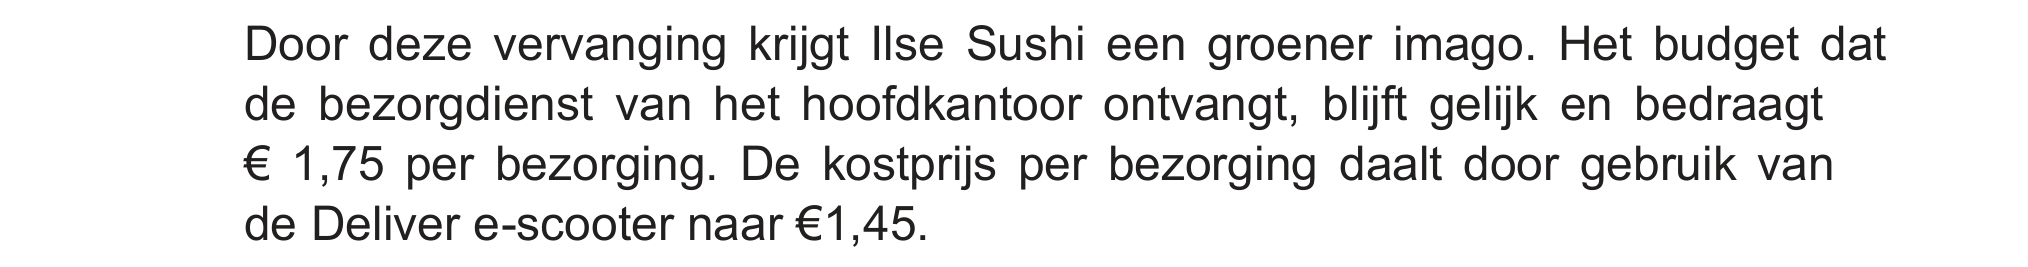 Door deze vervanging krijgt Ilse Sushi een groener imago. Het budget dat
de bezorgdienst van het hoofdkantoor ontvangt, blijft gelijk en bedraagt
€ 1,75 per bezorging. De kostprijs per bezorging daalt door gebruik van
de Deliver e-scooter naar €1,45.